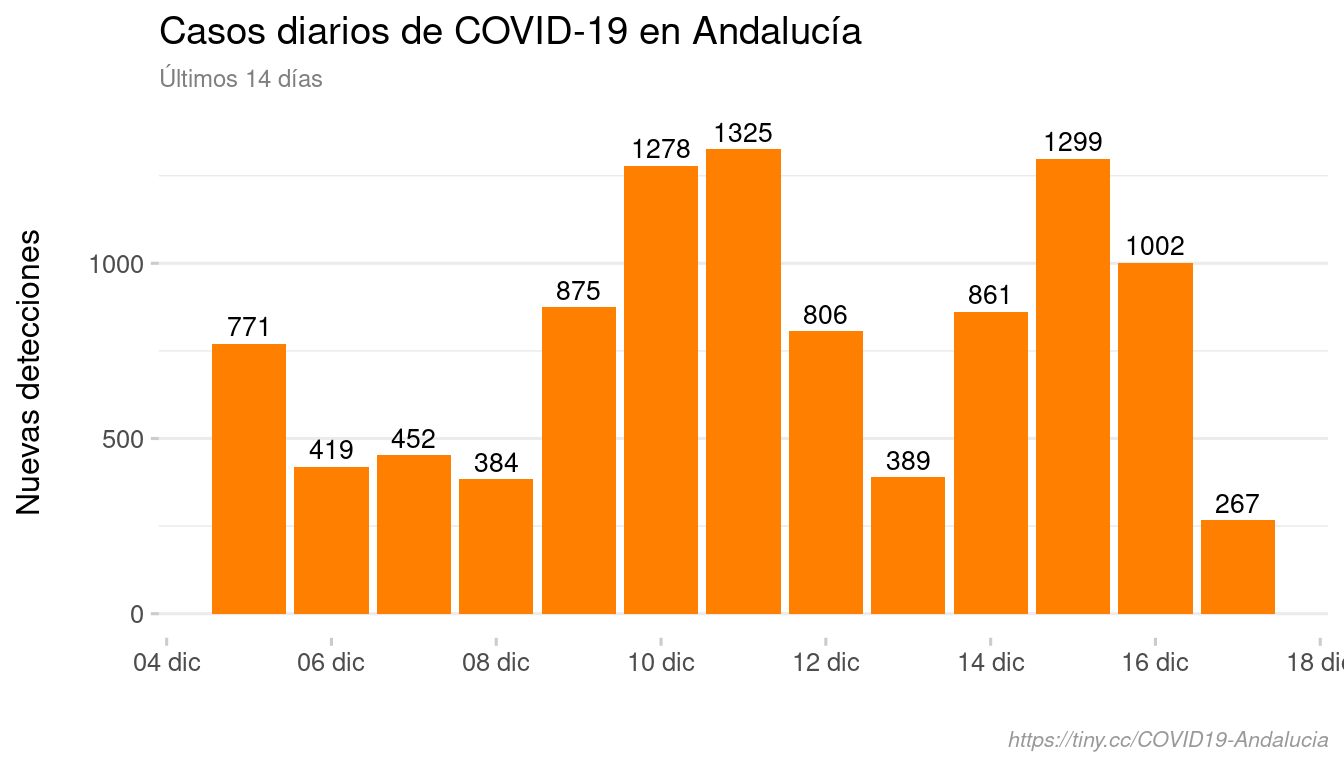 Casos diarios de COVID-19 en Andalucía
Últimos 14 días
Nuevas detecciones
1000
500
0
771
419
452
384
875
1278
1325
806
389
861
1299
1002
267
04 dic
06 dic
08 dic
10 dic
12 dic
14 dic
16 dic
18 di
https://tiny.cc/COVID19-Andalucia